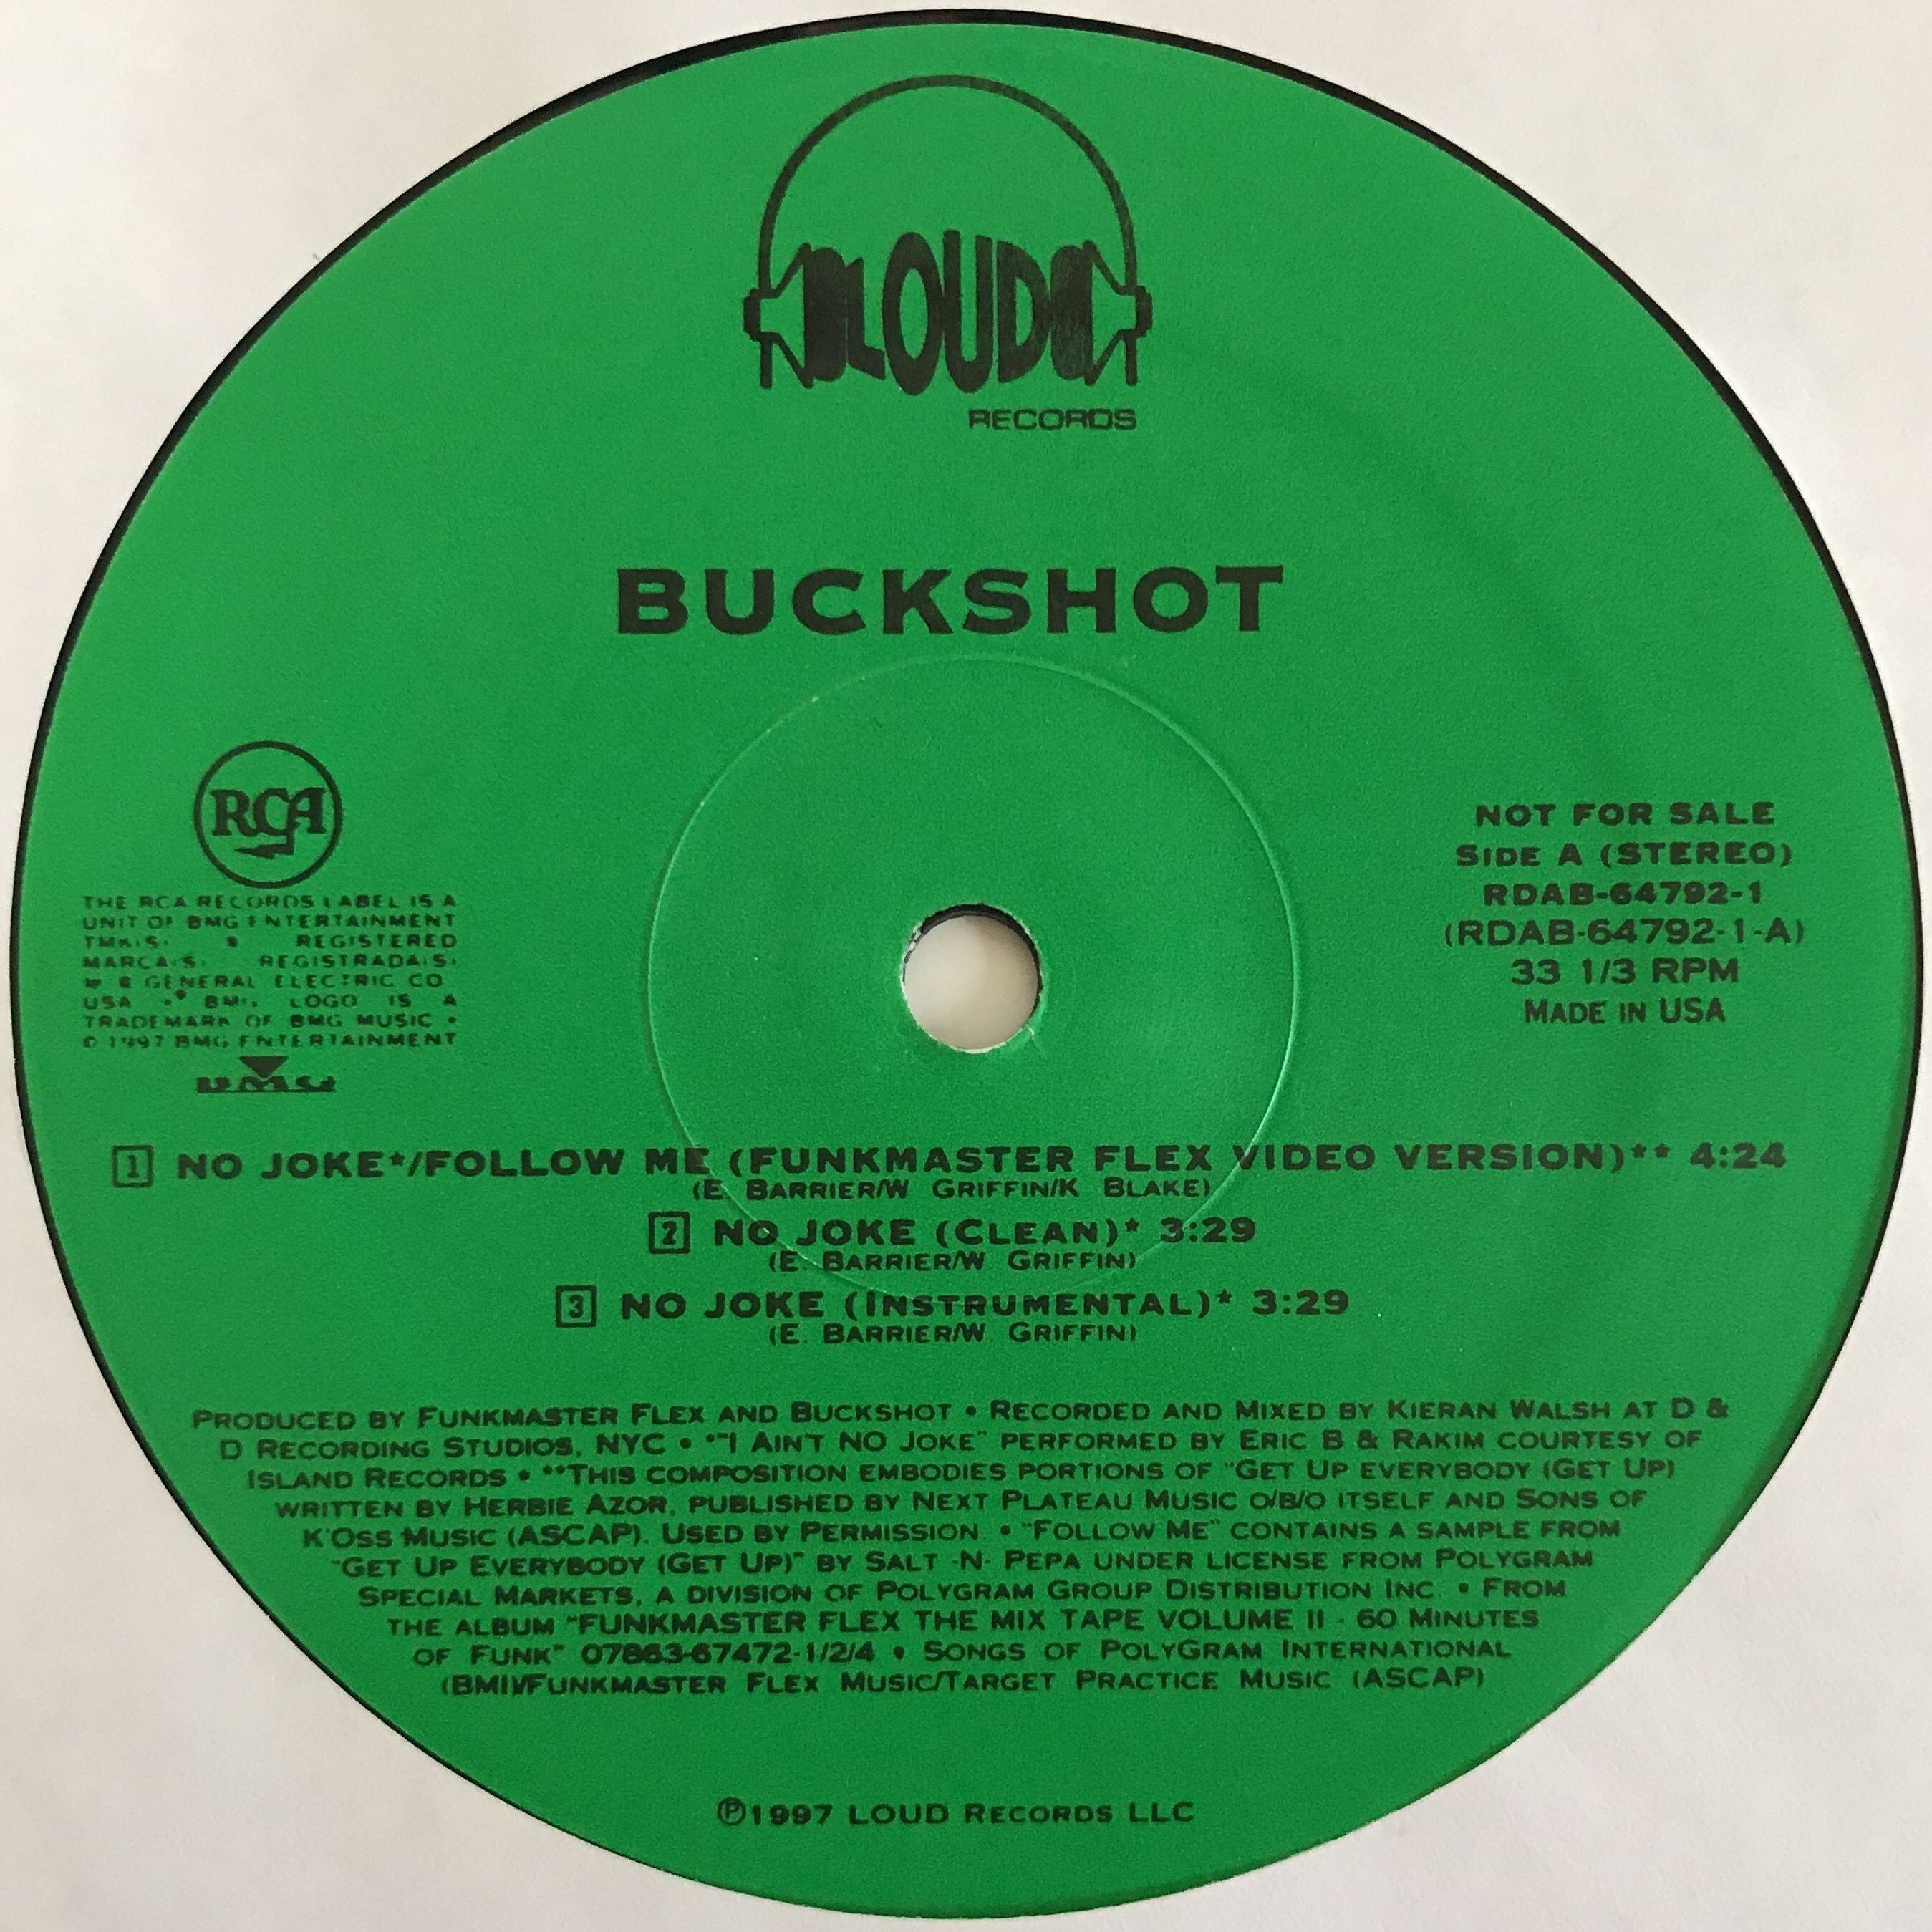 LOUD
RECORDS
BUCKSHOT
RCA
THE RCA RECORDS LABEL IS A
UNIT OF BMG ENTERTAINMENT
TMK(S) ® REGISTERED
MARCA(S) REGISTRADA(S)
GENERAL ELECTRIC CO
USA BMG LOGO IS A
TRADEMARK OF BMG MUSIC •
© 1997 BMG ENTERTAINMENT
BMG
NOT FOR SALE
SIDE A (STEREO)
RDAB-64792-1
(RDAB-64792-1-A)
33 1/3 RPM
MADE IN USA
1 NO JOKE*/FOLLOW ME (FUNKMASTER FLEX VIDEO VERSION)** 4:24
(E. BARRIER/W GRIFFIN/K BLAKE)
2 NO JOKE (CLEAN)* 3:29
(E. BARRIER/W GRIFFIN)
3 NO JOKE (INSTRUMENTAL)* 3:29
(E. BARRIER/W. GRIFFIN)
PRODUCED BY FUNKMASTER FLEX AND BUCKSHOT • RECORDED AND MIXED BY KIERAN WALSH AT D &
D RECORDING STUDIOS, NYC • *"I AIN'T NO JOKE" PERFORMED BY ERIC B & RAKIM COURTESY OF
ISLAND RECORDS • **THIS COMPOSITION EMBODIES PORTIONS OF "GET UP EVERYBODY (GET UP)
WRITTEN BY HERBIE AZOR, PUBLISHED BY NEXT PLATEAU MUSIC O/B/O ITSELF AND SONS OF
K'OSS MUSIC (ASCAP). USED BY PERMISSION • "FOLLOW ME" CONTAINS A SAMPLE FROM
"GET UP EVERYBODY (GET UP)" BY SALT -N- PEPA UNDER LICENSE FROM POLYGRAM
SPECIAL MARKETS, A DIVISION OF POLYGRAM GROUP DISTRIBUTION INC. • FROM
THE ALBUM "FUNKMASTER FLEX THE MIX TAPE VOLUME II - 60 MINUTES
OF FUNK" 07863-67472-1/2/4 • SONGS OF POLYGRAM INTERNATIONAL
(BMI)/FUNKMASTER FLEX MUSIC/TARGET PRACTICE MUSIC (ASCAP)
℗1997 LOUD RECORDS LLC